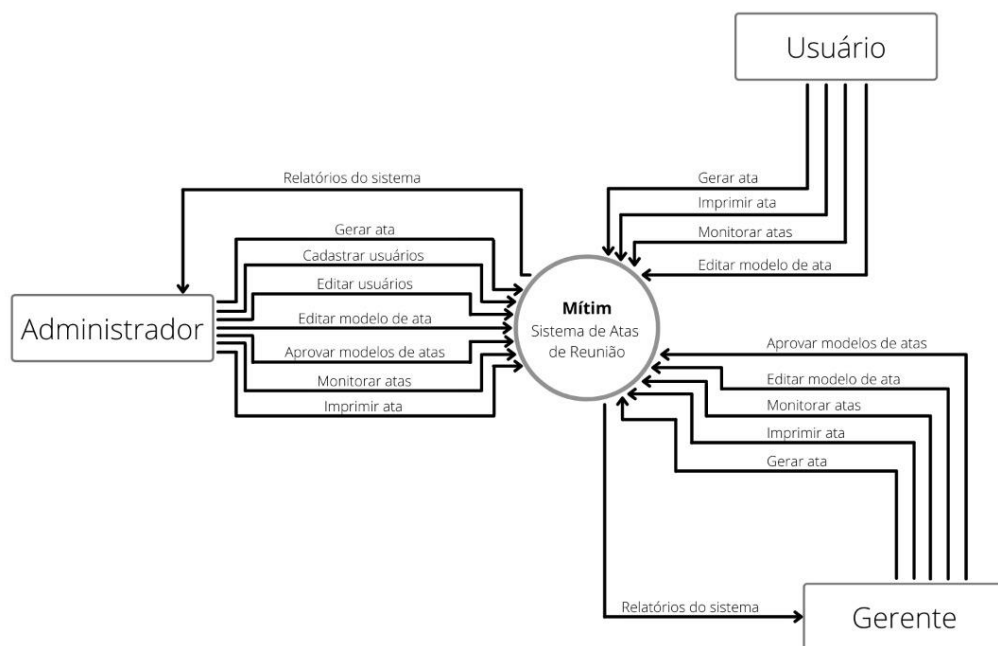 Usuário
Gerar ata
Imprimir ata
Monitorar atas
Editar modelo de ata
Relatórios do sistema
Gerar ata
Cadastrar usuários
Editar usuários
Editar modelo de ata
Aprovar modelos de atas
Monitorar atas
Imprimir ata
Administrador
Mítim
Sistema de Atas
de Reunião
Aprovar modelos de atas
Editar modelo de ata
Monitorar atas
Imprimir ata
Gerar ata
Relatórios do sistema
Gerente